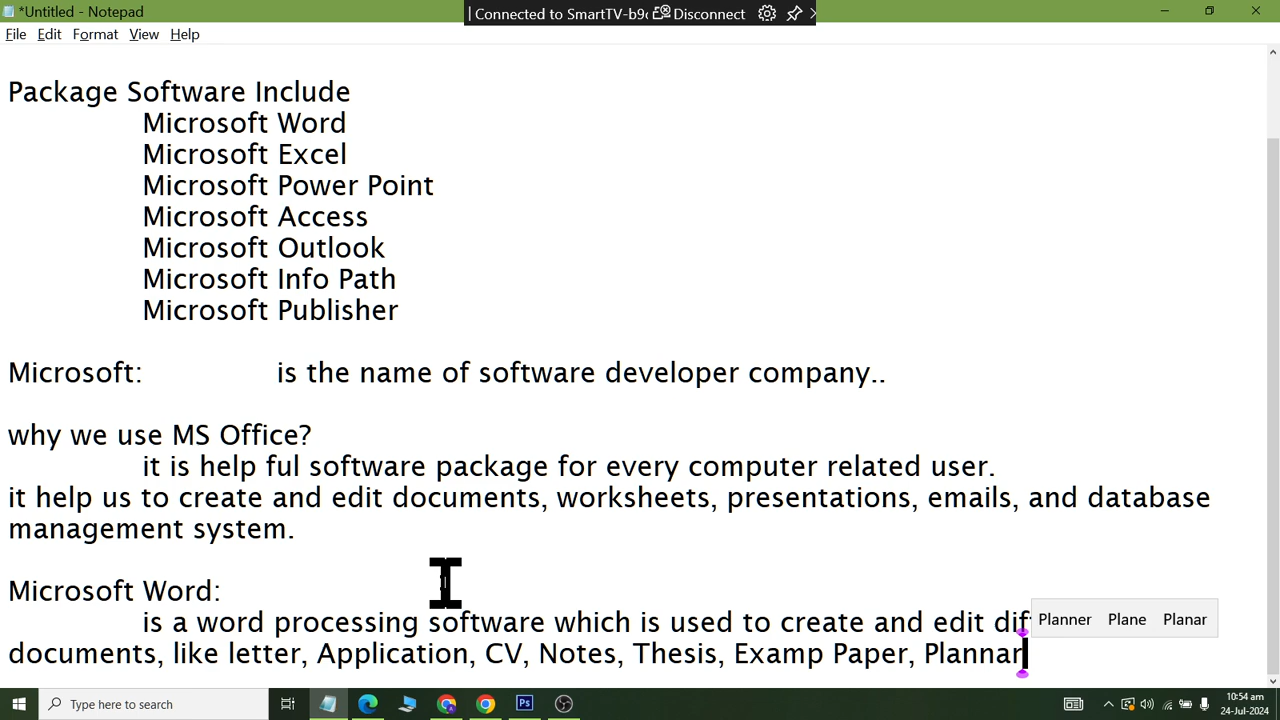 *Untitled - Notepad
Connected to SmartTV-b9 Disconnect
File Edit Format View Help
Package Software Include
Microsoft Word
Microsoft Excel
Microsoft Power Point
Microsoft Access
Microsoft Outlook
Microsoft Info Path
Microsoft Publisher
Microsoft: is the name of software developer company..
why we use MS Office?
it is help ful software package for every computer related user.
it help us to create and edit documents, worksheets, presentations, emails, and database
management system.
Microsoft Word:
is a word processing software which is used to create and edit dif
Planner Plane Planar
documents, like letter, Application, CV, Notes, Thesis, Examp Paper, Plannar
Type here to search
Ps
10:54 am
24-Jul-2024